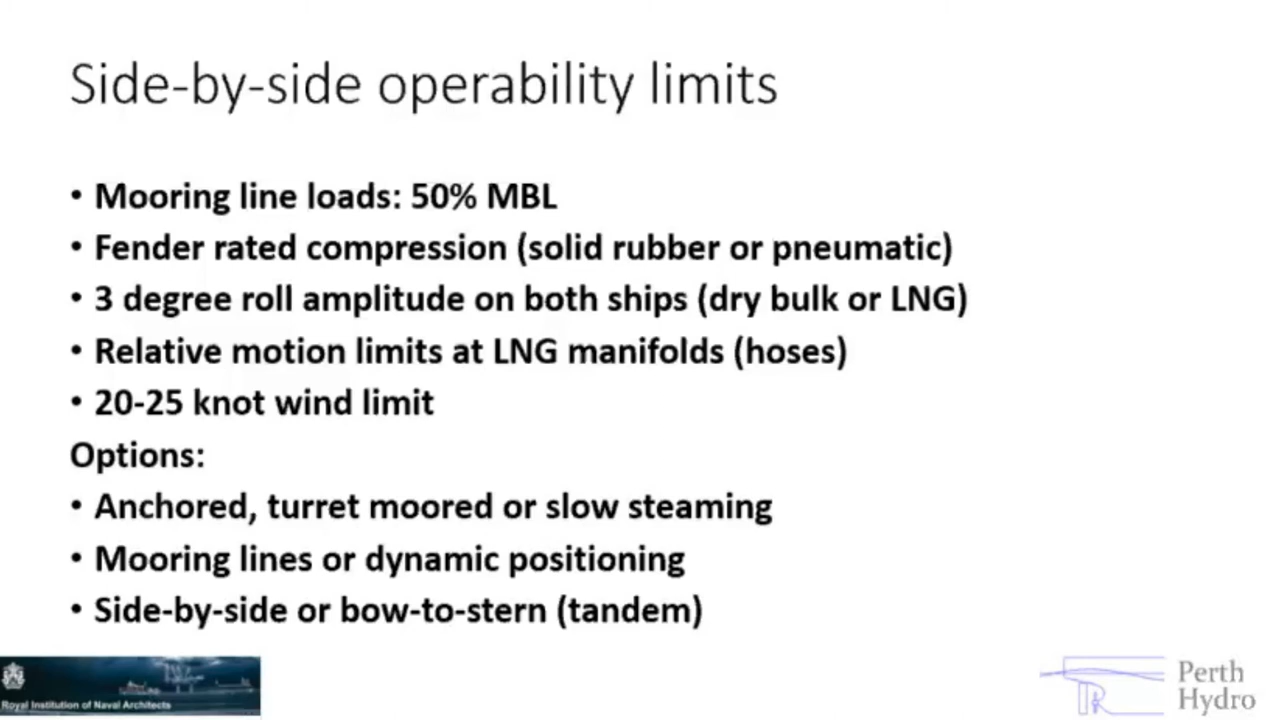 Side-by-side operability limits
• Mooring line loads: 50% MBL
• Fender rated compression (solid rubber or pneumatic)
• 3 degree roll amplitude on both ships (dry bulk or LNG)
• Relative motion limits at LNG manifolds (hoses)
• 20-25 knot wind limit
Options:
• Anchored, turret moored or slow steaming
• Mooring lines or dynamic positioning
• Side-by-side or bow-to-stern (tandem)
Royal Institution of Naval Architects
Perth
Hydro